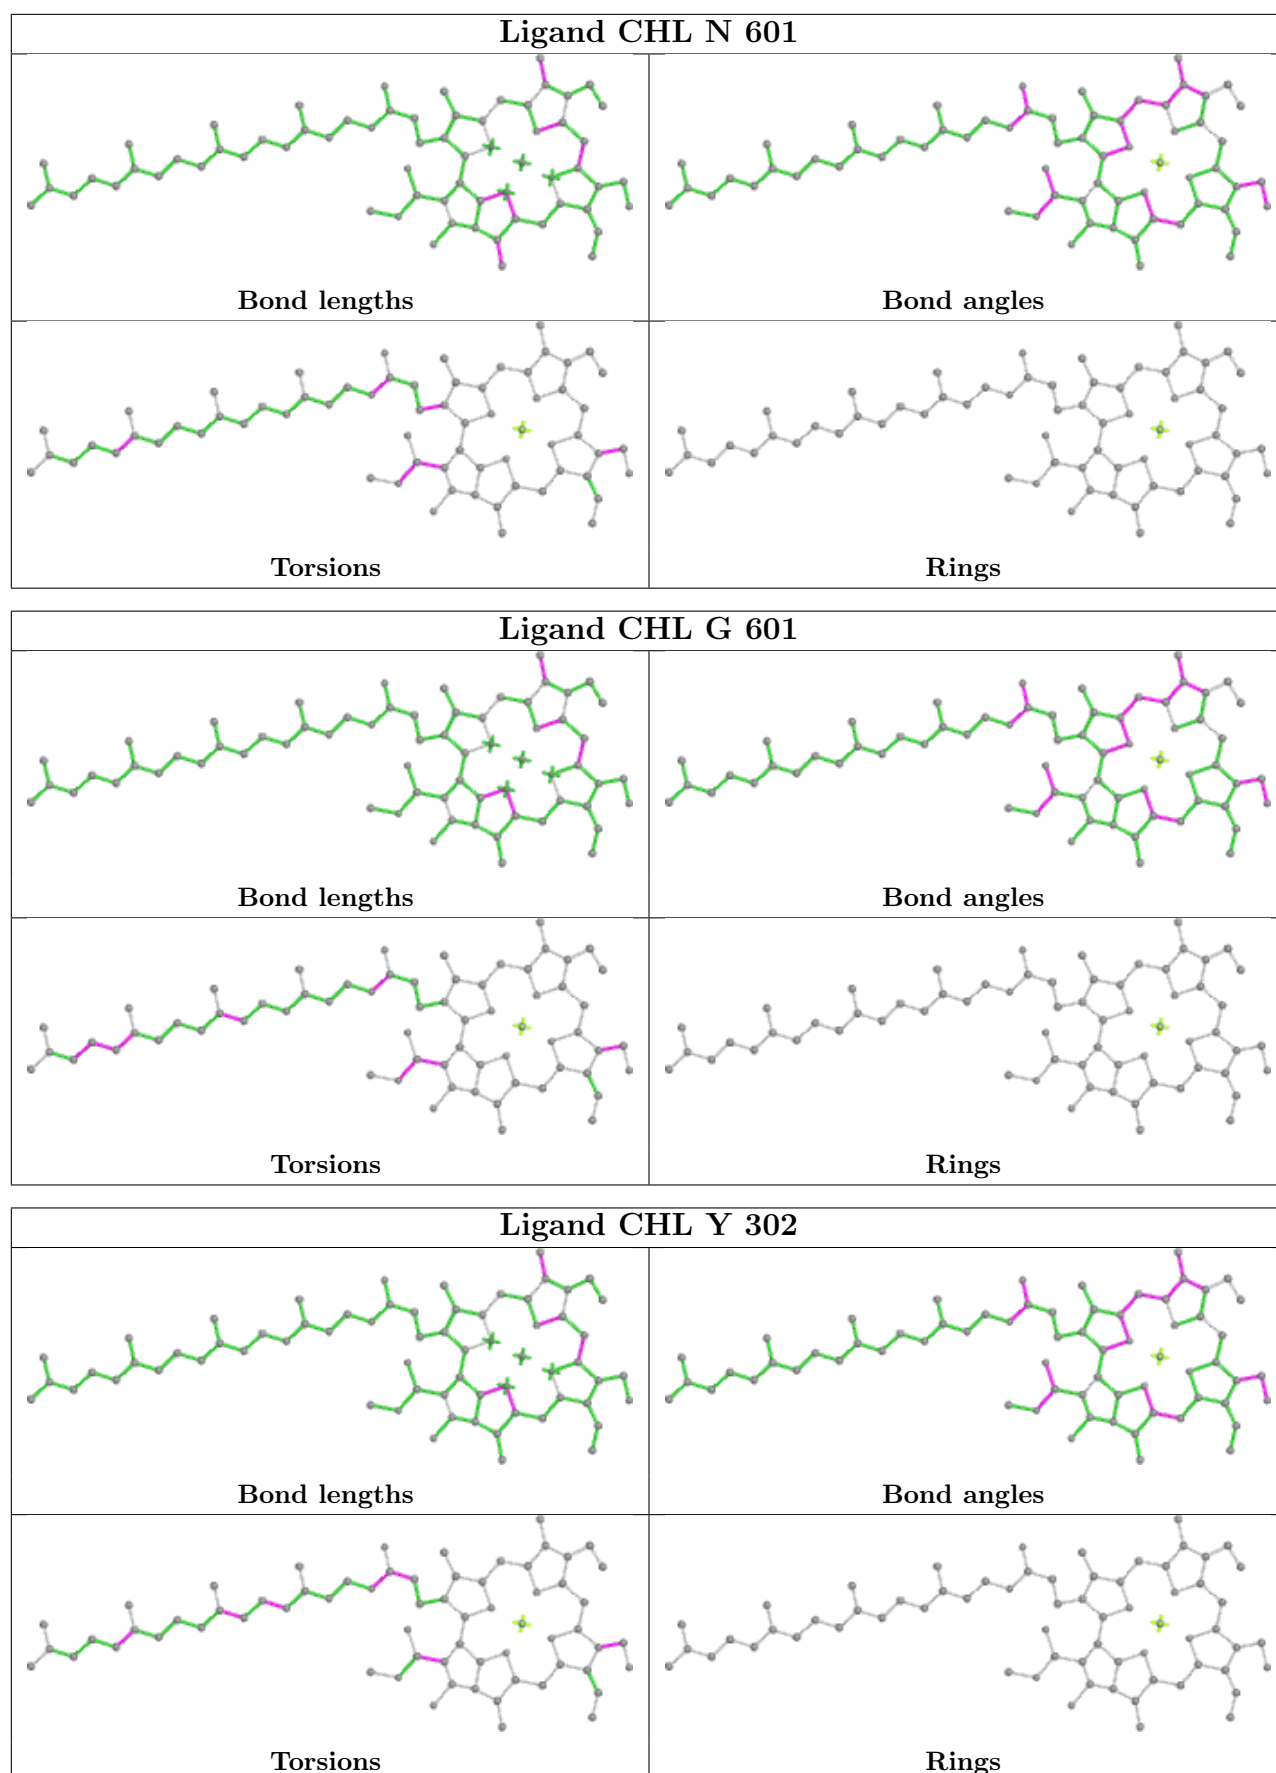 Ligand CHL N 601
Bond lengths
Bond angles
Torsions
Rings
Ligand CHL G 601
Bond lengths
Bond angles
Torsions
Rings
Ligand CHL Y 302
Bond lengths
Bond angles
Torsions
Rings